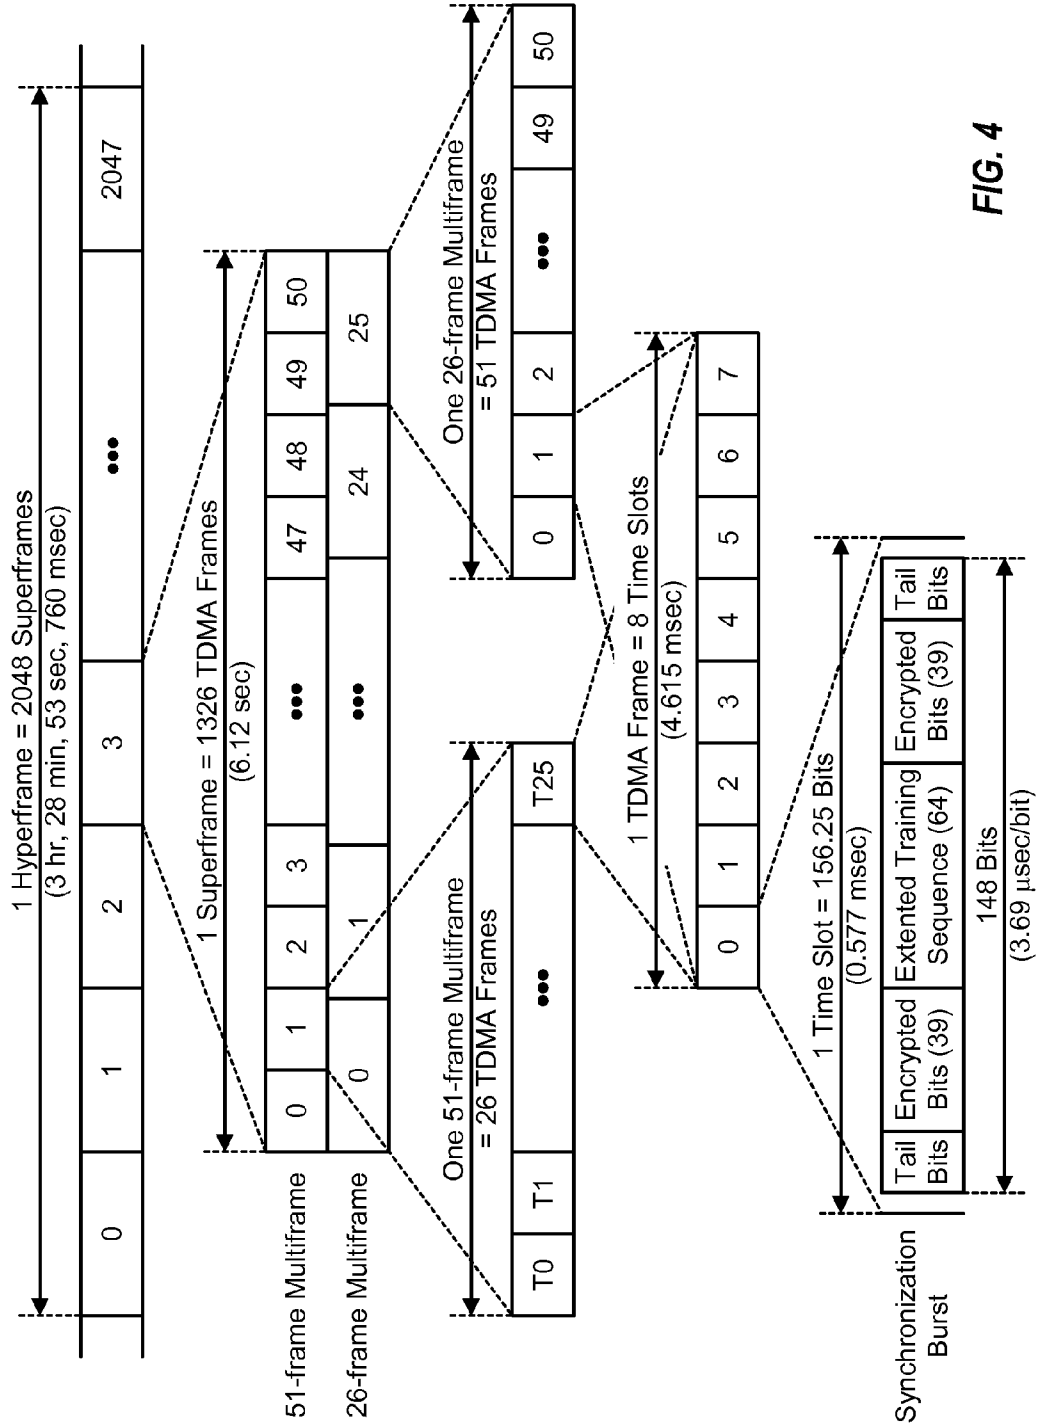 1 Hyperframe = 2048 Superframes
(3 hr, 28 min, 53 sec, 760 msec)
0 1 2 3 ••• 2047
1 Superframe = 1326 TDMA Frames
(6.12 sec)
51-frame Multiframe 0 1 2 3 ••• 47 48 49 50
26-frame Multiframe 0 1 ••• 24 25
One 51-frame Multiframe
= 26 TDMA Frames
T0 T1 ••• T25
One 26-frame Multiframe
= 51 TDMA Frames
0 1 2 ••• 49 50
1 TDMA Frame = 8 Time Slots
(4.615 msec)
0 1 2 3 4 5 6 7
1 Time Slot = 156.25 Bits
(0.577 msec)
Synchronization
Burst
Tail
Bits
Encrypted
Bits (39)
Extented Training
Sequence (64)
Encrypted
Bits (39)
Tail
Bits
148 Bits
(3.69 µsec/bit)
FIG. 4